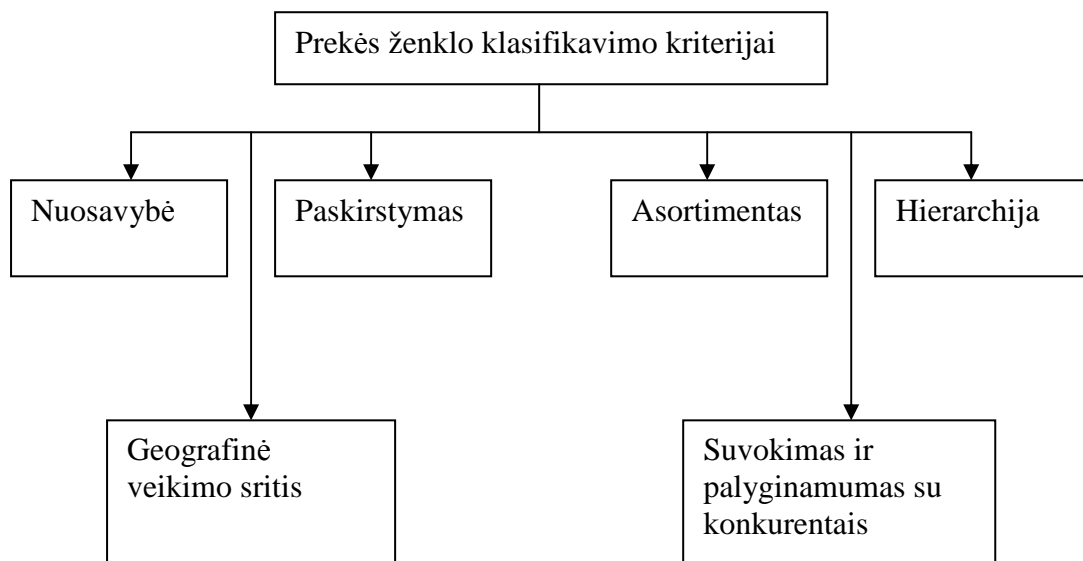 Prekės ženklo klasifikavimo kriterijai
Nuosavybė
Paskirstymas
Asortimentas
Hierarchija
Geografinė
veikimo sritis
Suvokimas ir
palyginamumas su
konkurentais